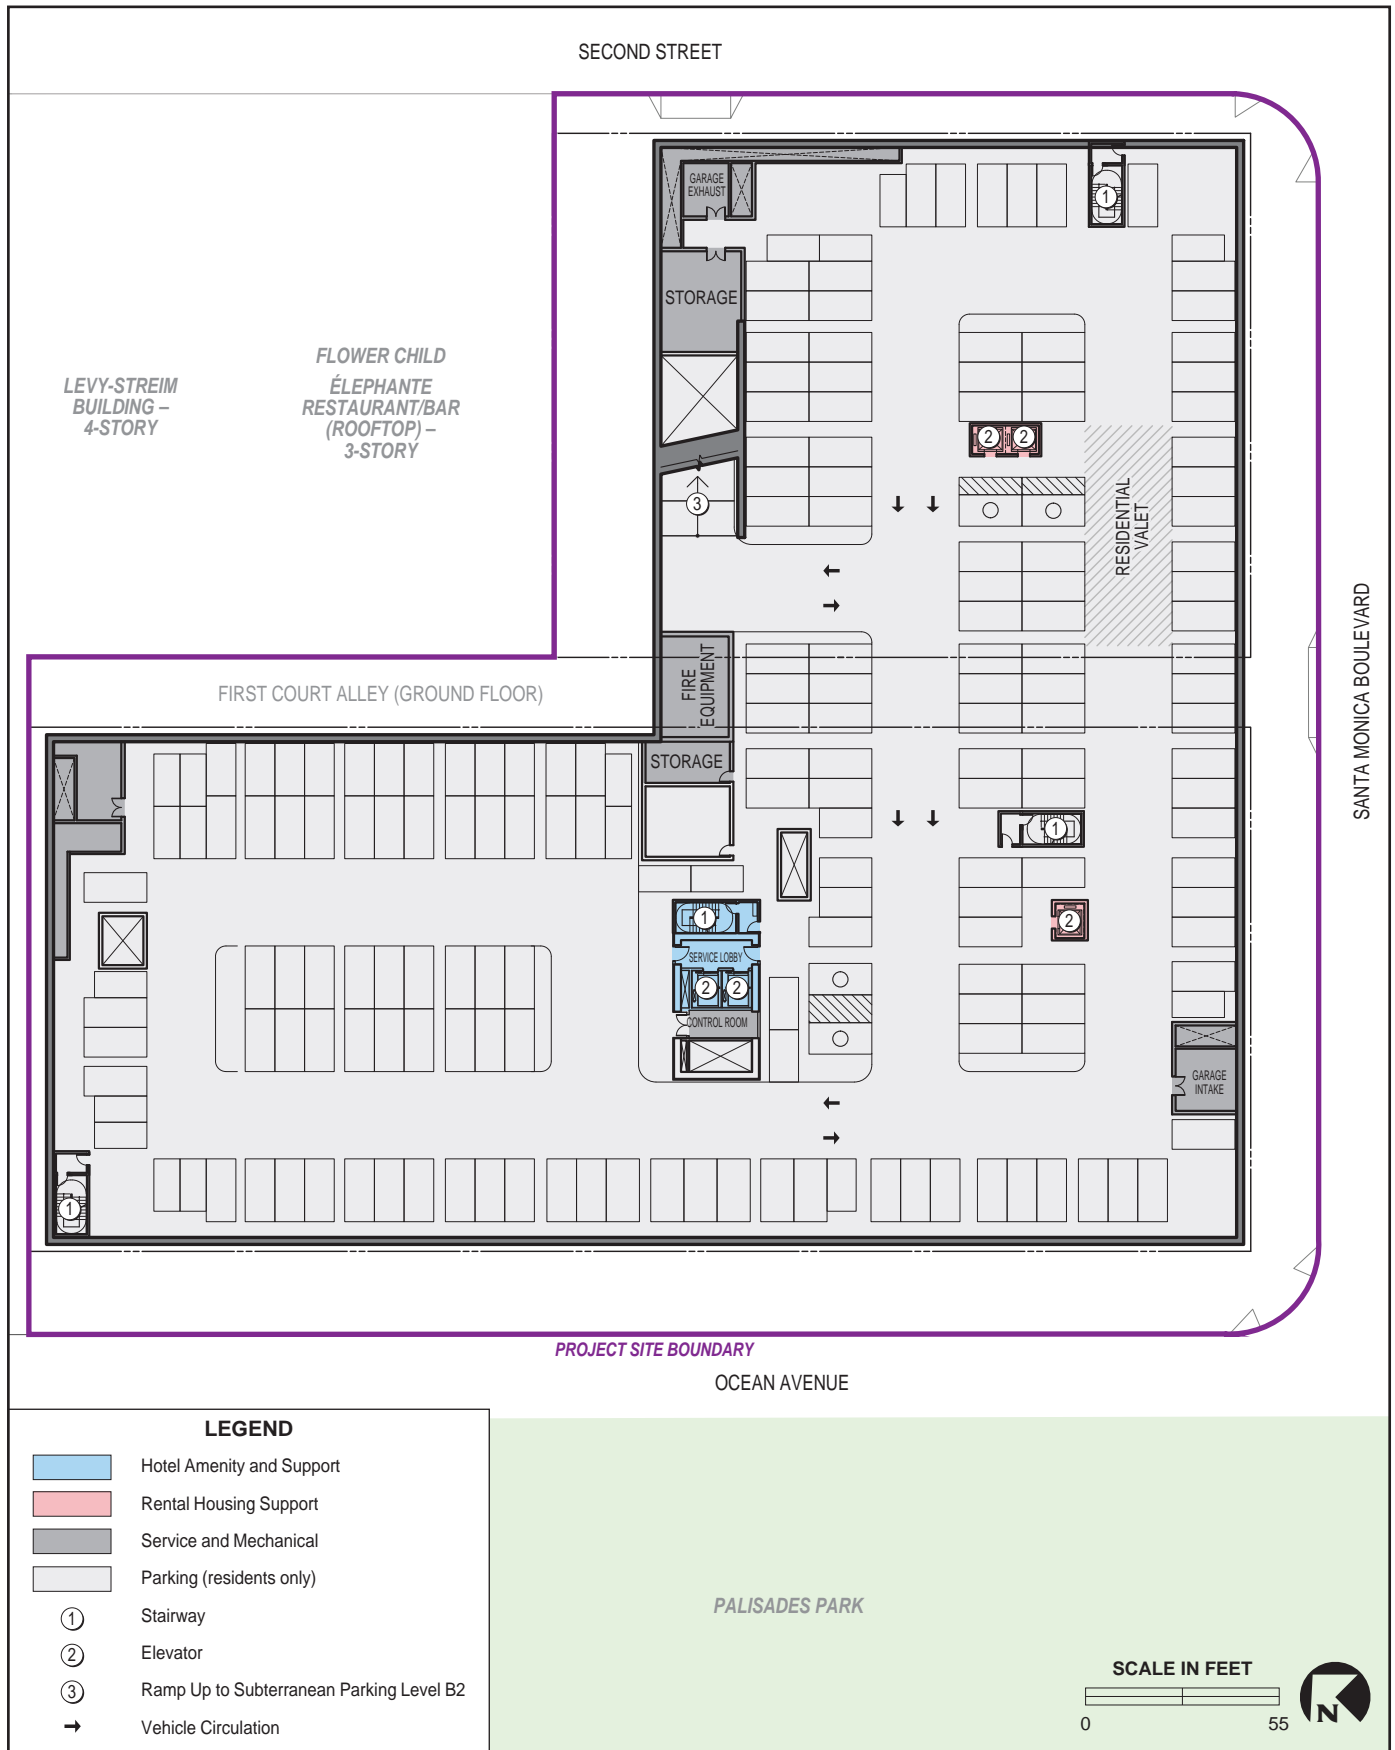 SECOND STREET
GARAGE
EXHAUST
1
STORAGE
FLOWER CHILD
ÉLEPHANTE
RESTAURANT/BAR
(ROOFTOP) –
3-STORY
LEVY-STREIM
BUILDING –
4-STORY
2
2
3
RESIDENTIAL
VALET
SANTA MONICA BOULEVARD
FIRE
EQUIPMENT
FIRST COURT ALLEY (GROUND FLOOR)
STORAGE
1
1
2
SERVICE LOBBY
2
2
CONTROL ROOM
GARAGE
INTAKE
1
PROJECT SITE BOUNDARY
OCEAN AVENUE
LEGEND
Hotel Amenity and Support
Rental Housing Support
Service and Mechanical
Parking (residents only)
1 Stairway
2 Elevator
3 Ramp Up to Subterranean Parking Level B2
Vehicle Circulation
PALISADES PARK
SCALE IN FEET
0 55
N